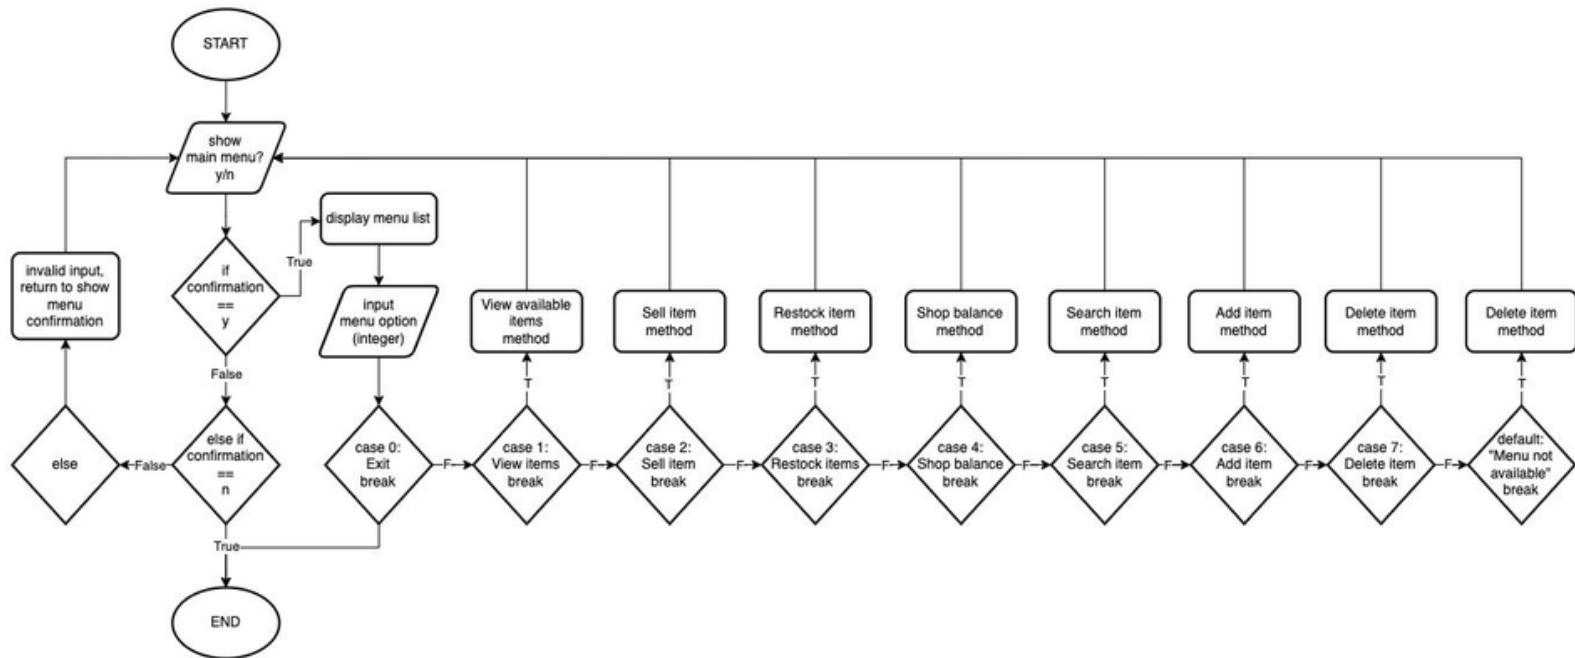 START
show
main menu?
y/n
display menu list
True
invalid input,
return to show
menu
confirmation
if
confirmation
==
y
input
menu option
(integer)
View available
items
method
Sell item
method
Restock item
method
Shop balance
method
Search item
method
Add item
method
Delete item
method
Delete item
method
False
T
T
T
T
T
T
T
T
else
False
else if
confirmation
==
n
case 0:
Exit
break
F
case 1:
View items
break
F
case 2:
Sell item
break
F
case 3:
Restock items
break
F
case 4:
Shop balance
break
F
case 5:
Search item
break
F
case 6:
Add item
break
F
case 7:
Delete item
break
F
default:
"Menu not
available"
break
True
END